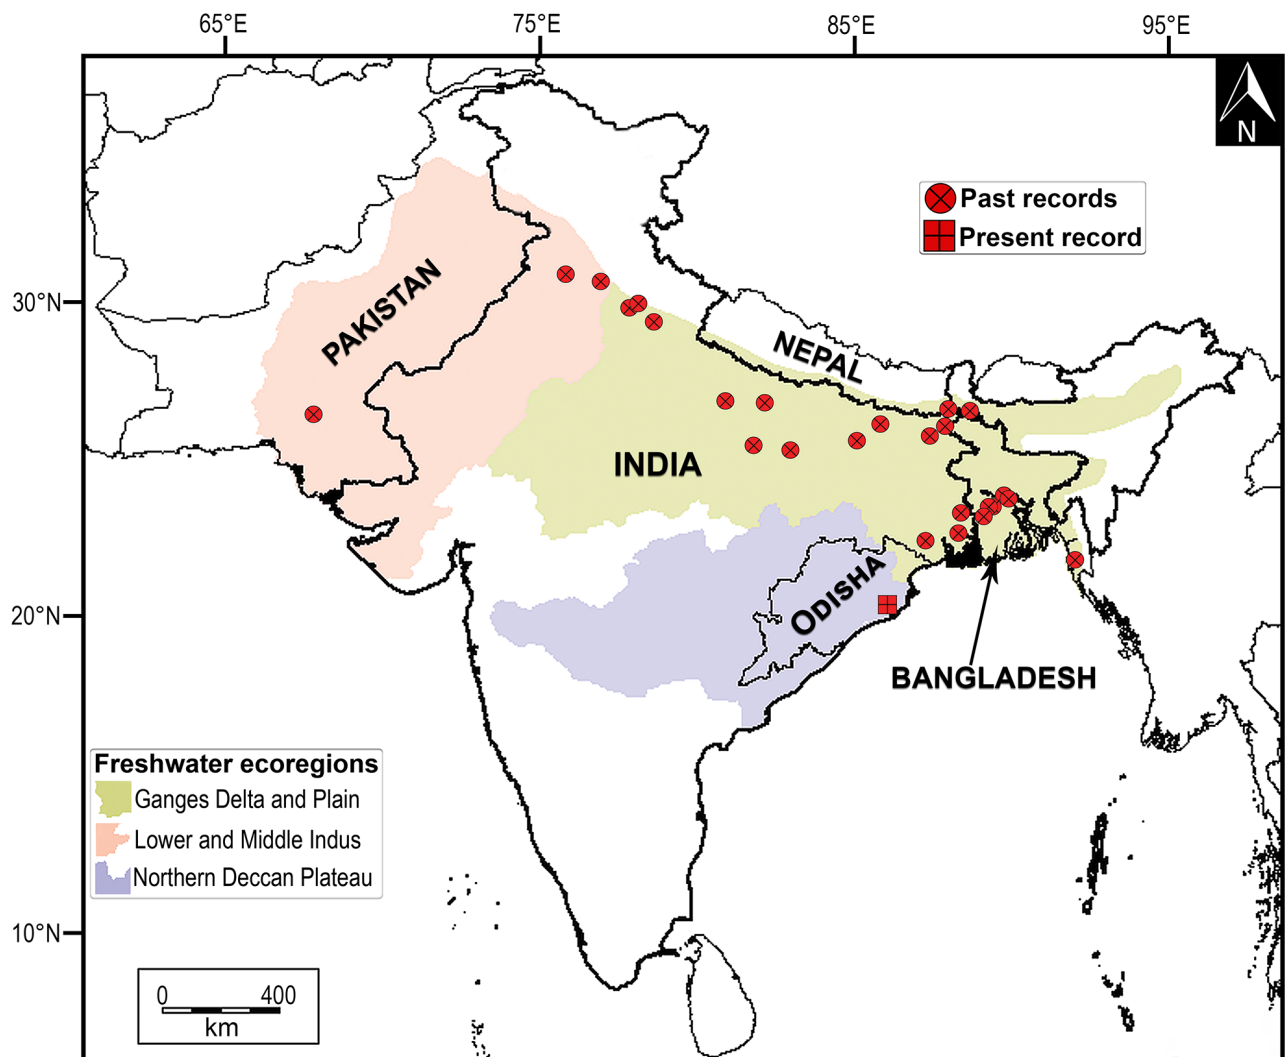 65°E
75°E
85°E
95°E
N
Past records
Present record
30°N
PAKISTAN
NEPAL
INDIA
20°N
ODISHA
BANGLADESH
Freshwater ecoregions
Ganges Delta and Plain
Lower and Middle Indus
Northern Deccan Plateau
10°N
0 400
km